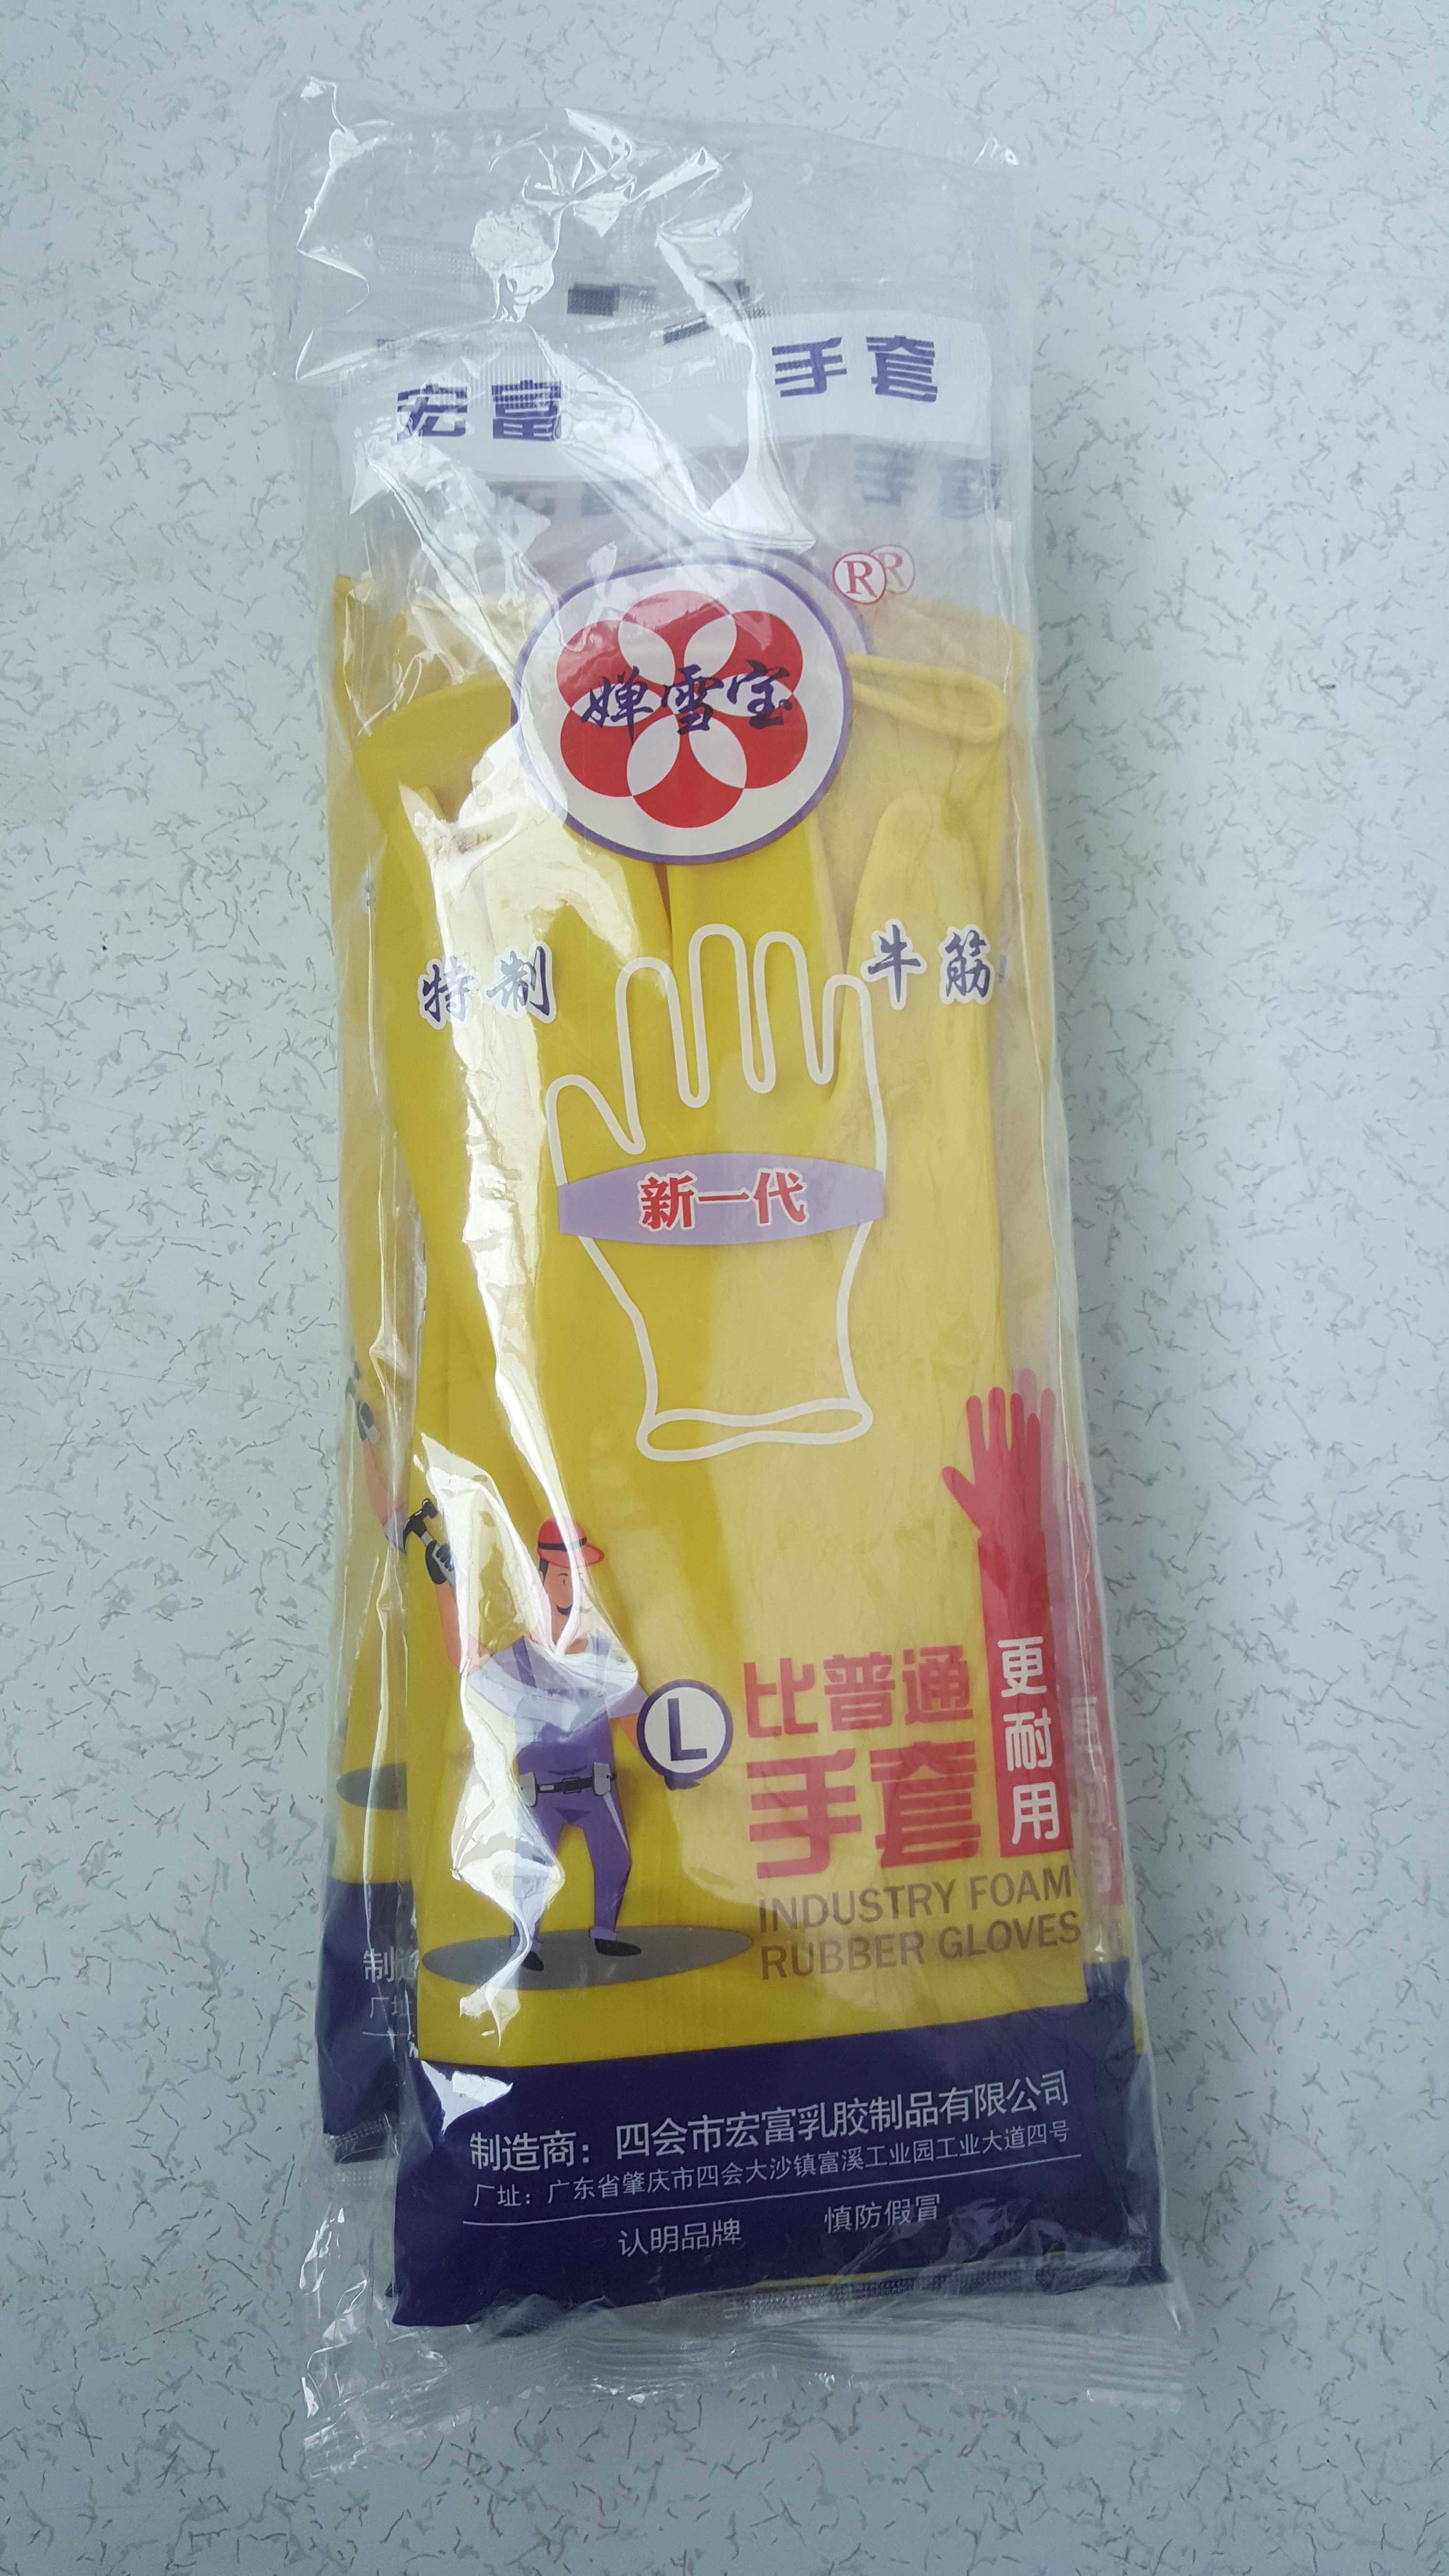 宏富 手套
®
婵雪宝
特制 牛筋
新一代
L
比普通
手套
更耐用
INDUSTRY FOAM
RUBBER GLOVES
制造商：四会市宏富乳胶制品有限公司
厂址：广东省肇庆市四会大沙镇富溪工业园工业大道四号
认明品牌 慎防假冒